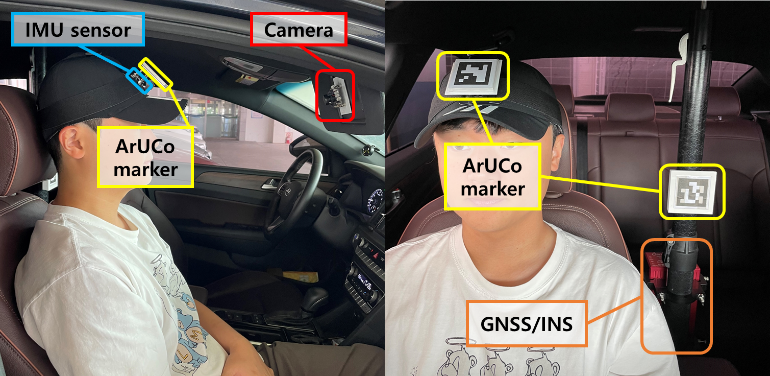 IMU sensor
Camera
ArUCo
marker
ArUCo
marker
GNSS/INS